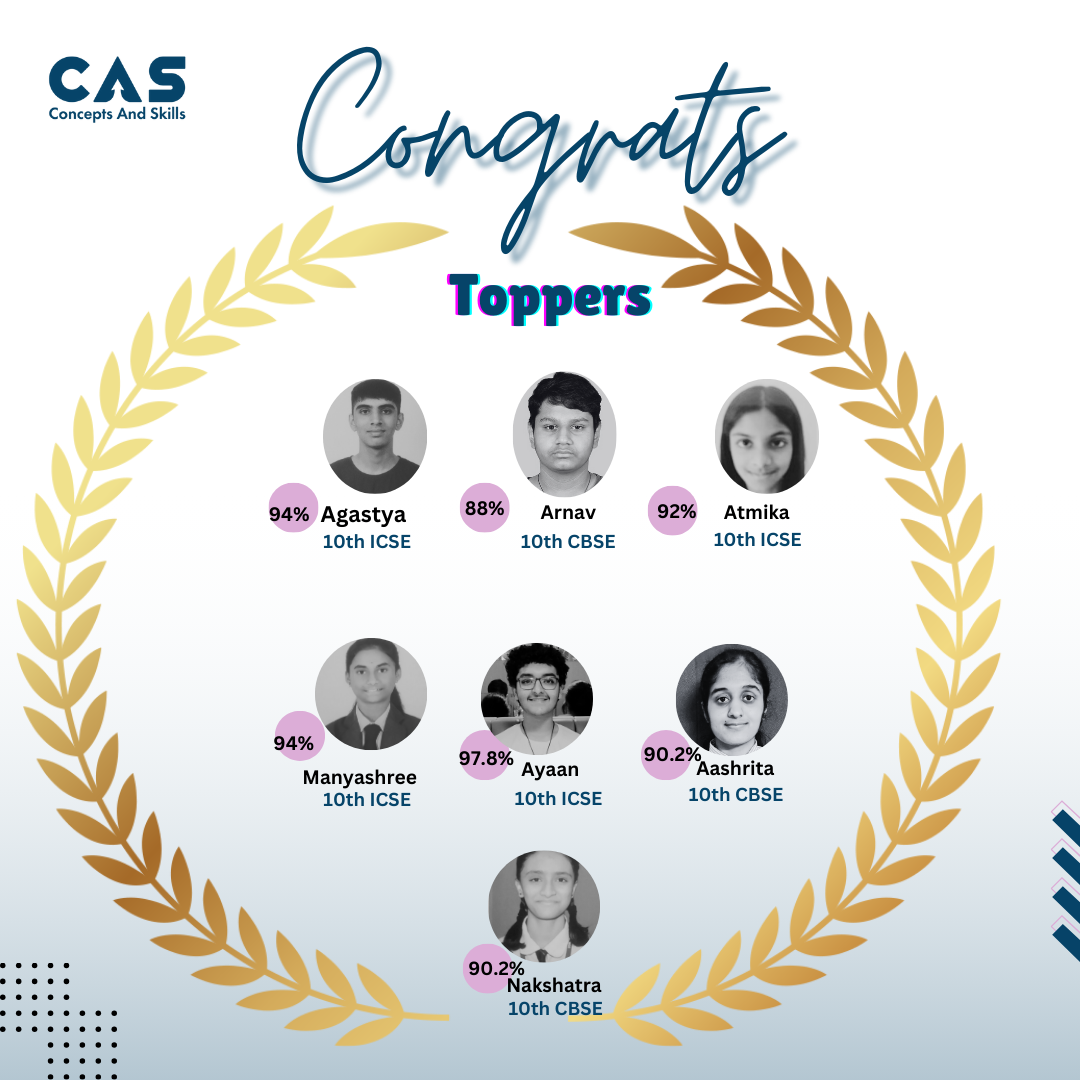 CAS
Concepts And Skills
Congrats
Toppers
94% Agastya
10th ICSE
88% Arnav
10th CBSE
92% Atmika
10th ICSE
94%
Manyashree
10th ICSE
97.8% Ayaan
10th ICSE
90.2% Aashrita
10th CBSE
90.2%
Nakshatra
10th CBSE